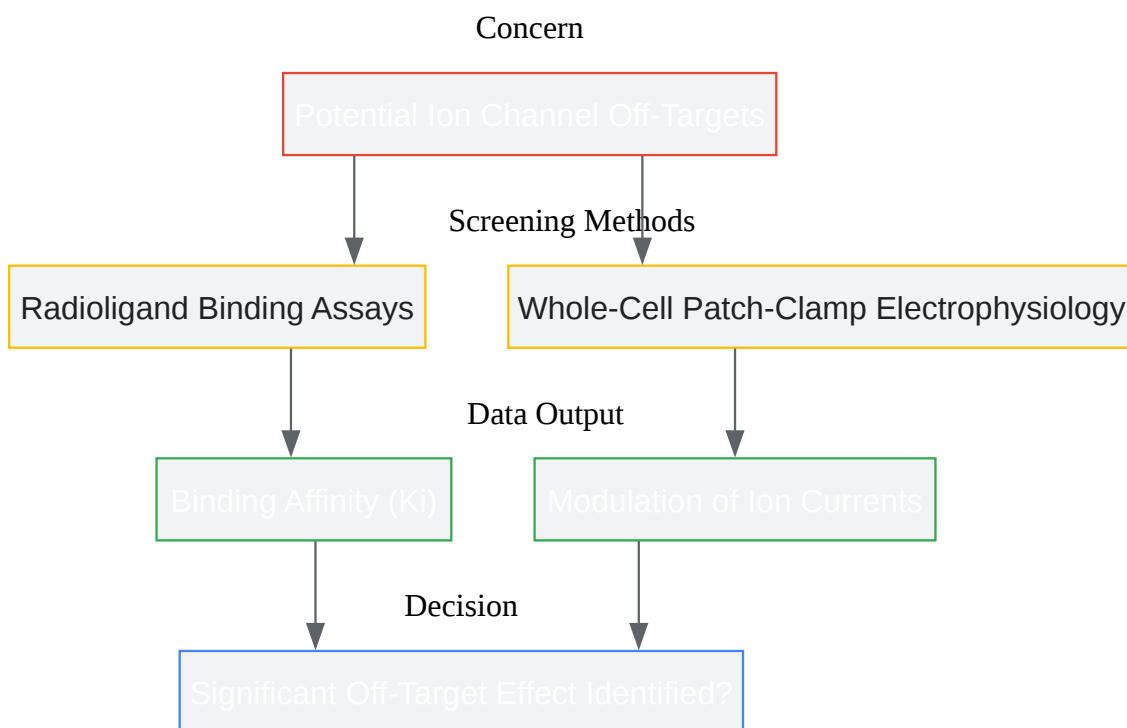 Concern
Potential Ion Channel Off-Targets
Screening Methods
Radioligand Binding Assays
Whole-Cell Patch-Clamp Electrophysiology
Data Output
Binding Affinity (Ki)
Modulation of Ion Currents
Decision
Significant Off-Target Effect Identified?